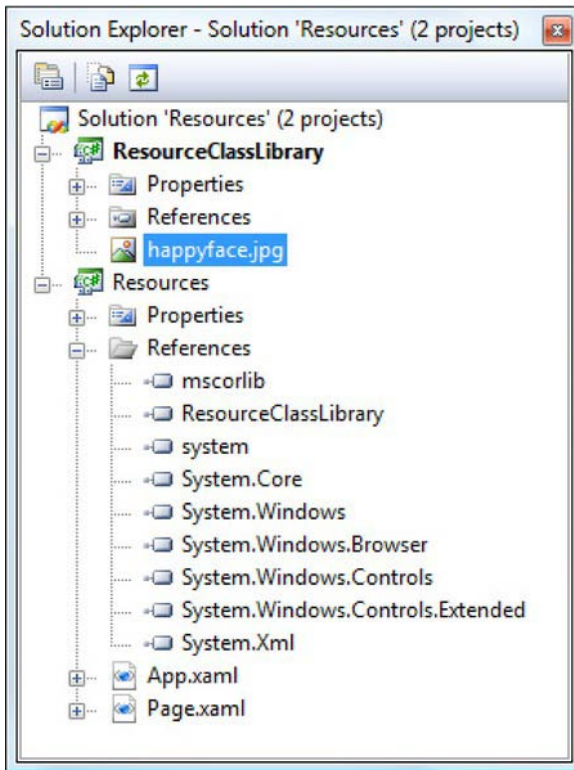 Solution Explorer - Solution 'Resources' (2 projects)
Solution 'Resources' (2 projects)
ResourceClassLibrary
Properties
References
happyface.jpg
Resources
Properties
References
mscorlib
ResourceClassLibrary
system
System.Core
System.Windows
System.Windows.Browser
System.Windows.Controls
System.Windows.Controls.Extended
System.Xml
App.xaml
Page.xaml